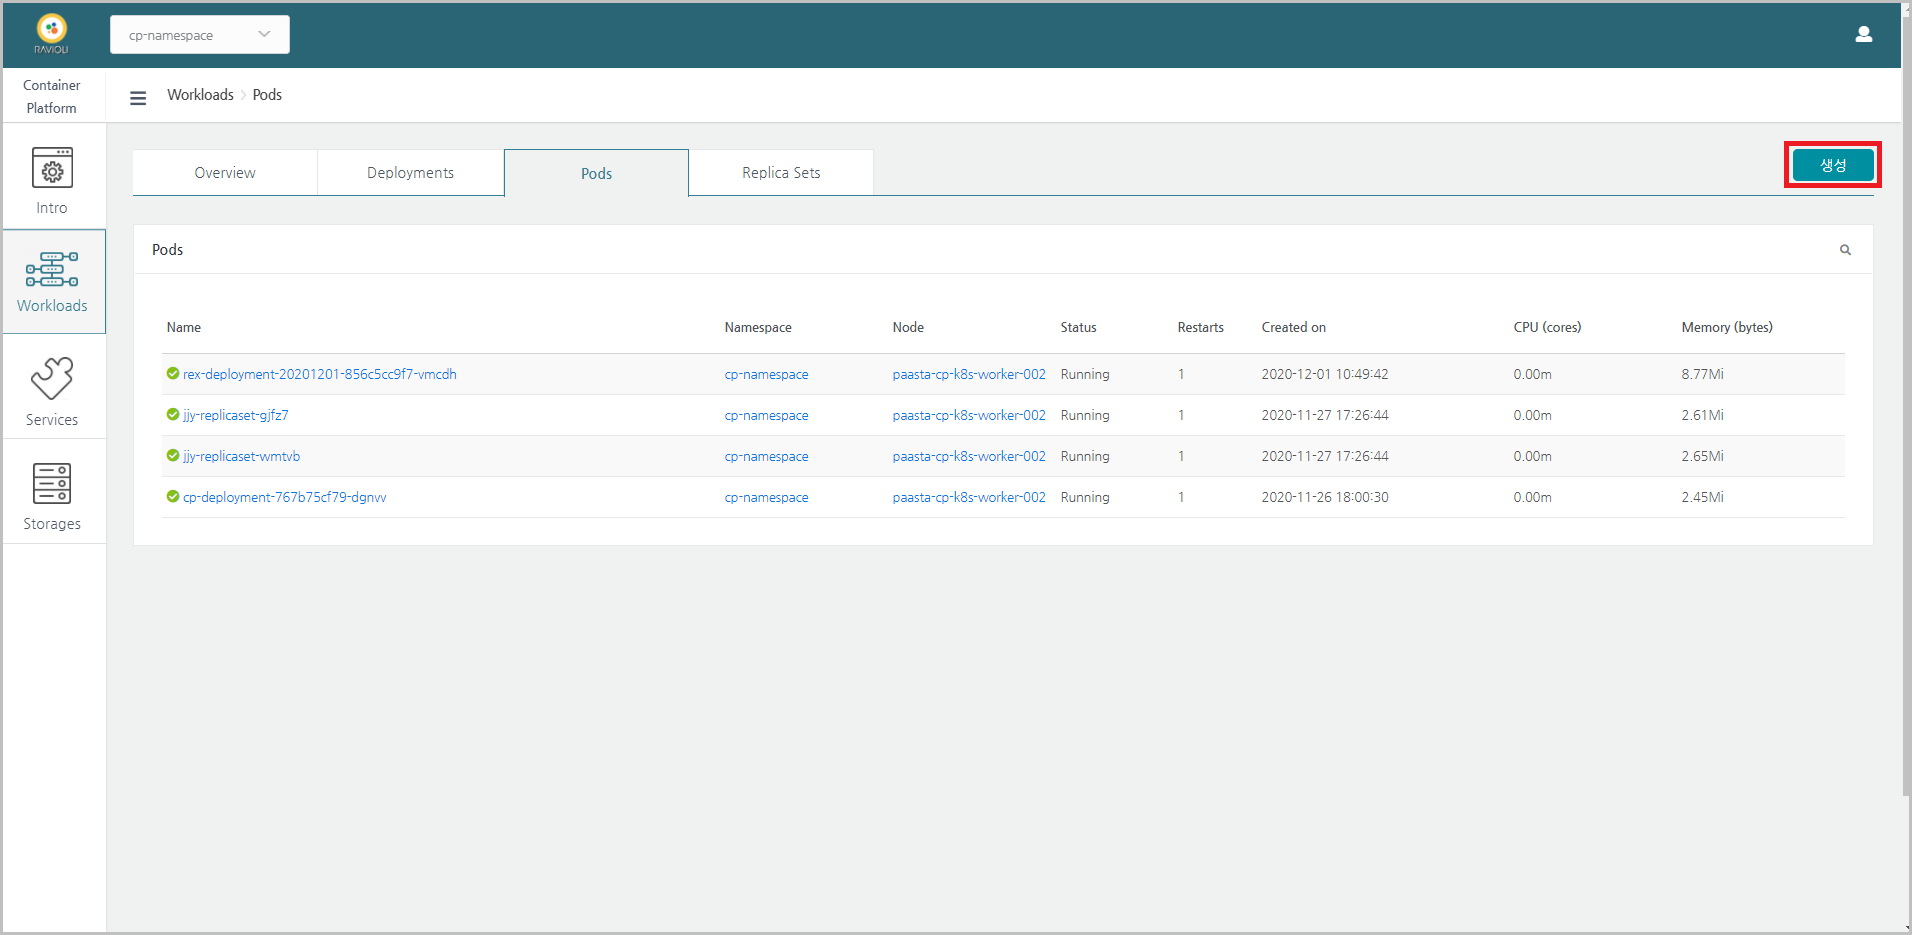 RAVIOLI
cp-namespace
Container
Platform
Workloads > Pods
Intro
Workloads
Services
Storages
Overview Deployments Pods Replica Sets
생성
Pods
Name Namespace Node Status Restarts Created on CPU (cores) Memory (bytes)
rex-deployment-20201201-856c5cc9f7-vmcdh cp-namespace paasta-cp-k8s-worker-002 Running 1 2020-12-01 10:49:42 0.00m 8.77Mi
jjy-replicaset-gjfz7 cp-namespace paasta-cp-k8s-worker-002 Running 1 2020-11-27 17:26:44 0.00m 2.61Mi
jjy-replicaset-wmtvb cp-namespace paasta-cp-k8s-worker-002 Running 1 2020-11-27 17:26:44 0.00m 2.65Mi
cp-deployment-767b75cf79-dgnvv cp-namespace paasta-cp-k8s-worker-002 Running 1 2020-11-26 18:00:30 0.00m 2.45Mi